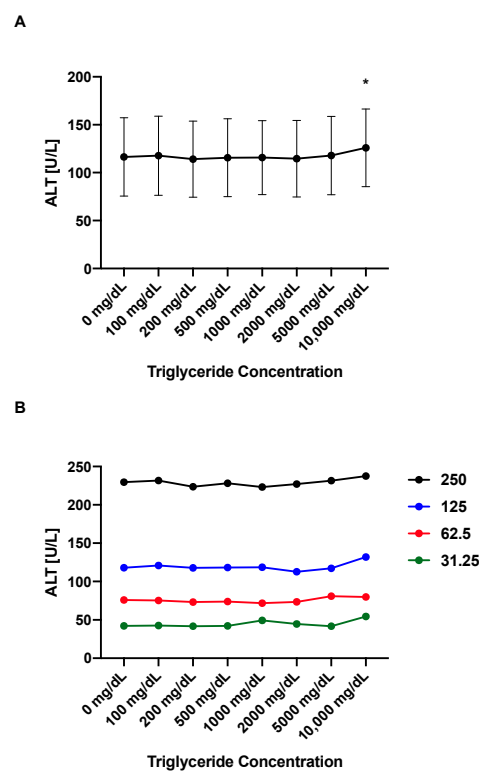 A
*
200
150
100
50
0
ALT [U/L]
0 mg/dL
100 mg/dL
200 mg/dL
500 mg/dL
1000 mg/dL
2000 mg/dL
5000 mg/dL
10,000 mg/dL
Triglyceride Concentration
B
250
200
150
100
50
0
ALT [U/L]
250
125
62.5
31.25
0 mg/dL
100 mg/dL
200 mg/dL
500 mg/dL
1000 mg/dL
2000 mg/dL
5000 mg/dL
10,000 mg/dL
Triglyceride Concentration